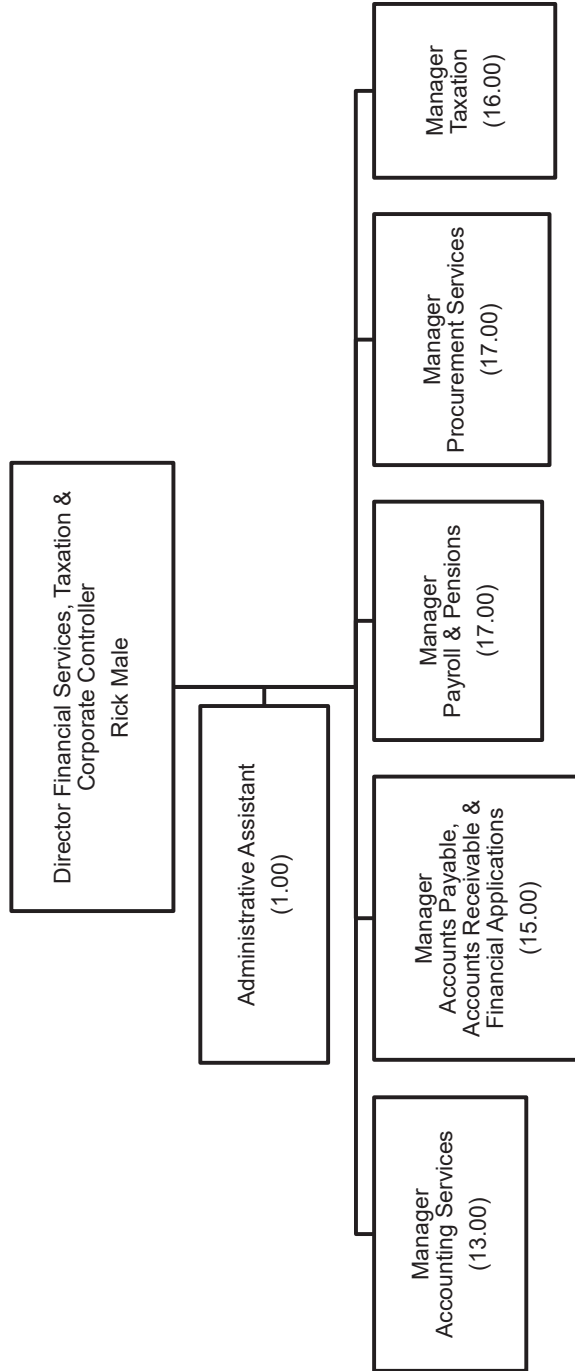 Director Financial Services, Taxation &
Corporate Controller
Rick Male
Administrative Assistant
(1.00)
Manager
Accounting Services
(13.00)
Manager
Accounts Payable,
Accounts Receivable &
Financial Applications
(15.00)
Manager
Payroll & Pensions
(17.00)
Manager
Procurement Services
(17.00)
Manager
Taxation
(16.00)